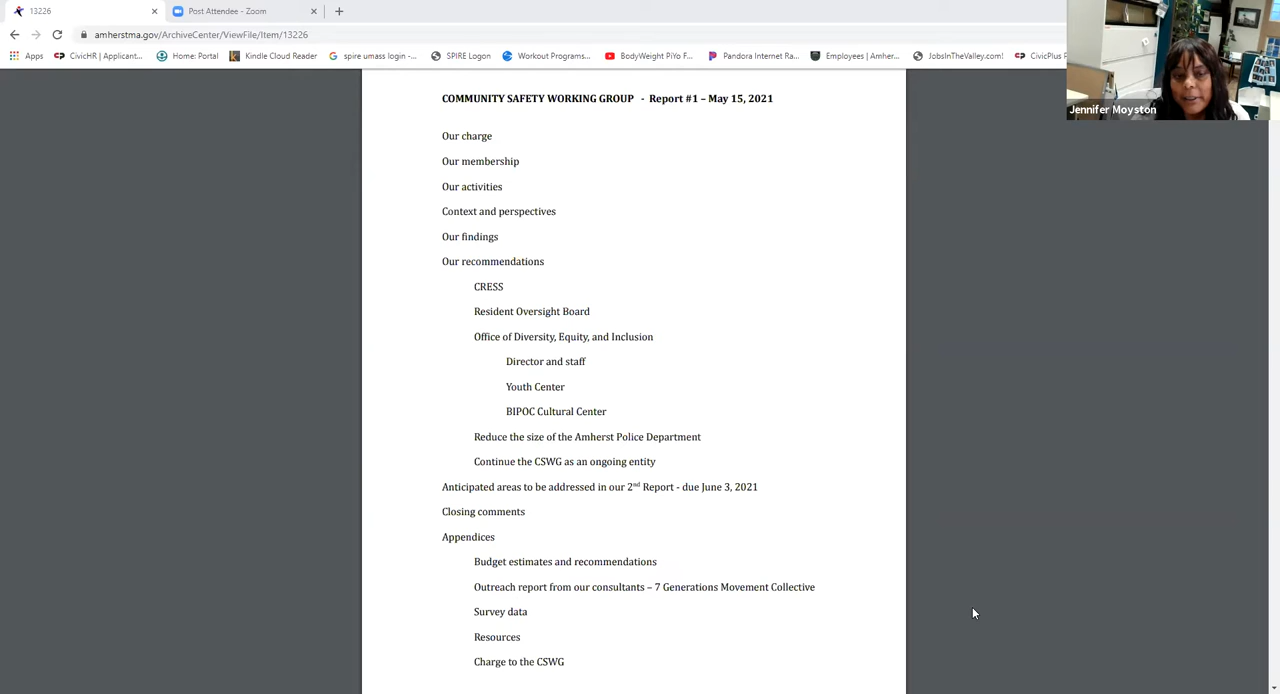 13226
Post Attendee - Zoom
amherstma.gov/ArchiveCenter/ViewFile/Item/13226
Apps
CivicHR | Applicant...
Home: Portal
Kindle Cloud Reader
spire umass login -...
SPIRE Logon
Workout Programs...
BodyWeight PiYo F...
Pandora Internet Ra...
Employees | Amher...
JobsInTheValley.com!
CivicPlus P
Jennifer Moyston
COMMUNITY SAFETY WORKING GROUP - Report #1 – May 15, 2021
Our charge
Our membership
Our activities
Context and perspectives
Our findings
Our recommendations
CRESS
Resident Oversight Board
Office of Diversity, Equity, and Inclusion
Director and staff
Youth Center
BIPOC Cultural Center
Reduce the size of the Amherst Police Department
Continue the CSWG as an ongoing entity
Anticipated areas to be addressed in our 2nd Report - due June 3, 2021
Closing comments
Appendices
Budget estimates and recommendations
Outreach report from our consultants – 7 Generations Movement Collective
Survey data
Resources
Charge to the CSWG